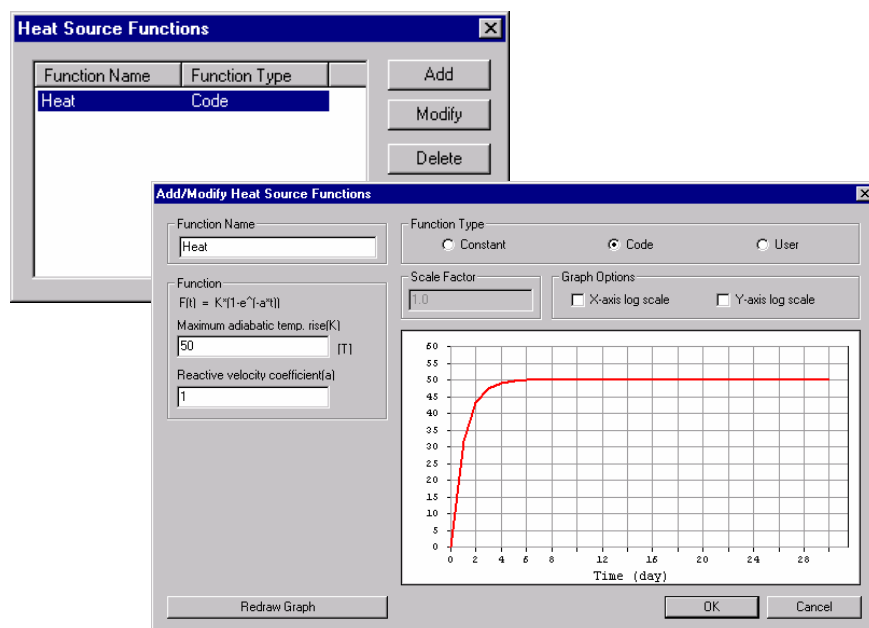 Heat Source Functions
Function Name Function Type
Heat Code
Add
Modify
Delete
Add/Modify Heat Source Functions
Function Name
Heat
Function Type
Constant Code User
Function
F(t) = K*(1-e^(-a*t))
Maximum adiabatic temp. rise(K)
50 [T]
Reactive velocity coefficient(a)
1
Scale Factor
1.0
Graph Options
X-axis log scale Y-axis log scale
60
55
50
45
40
35
30
25
20
15
10
5
0
0 2 4 6 8 12 16 20 24 28
Time (day)
Redraw Graph
OK Cancel